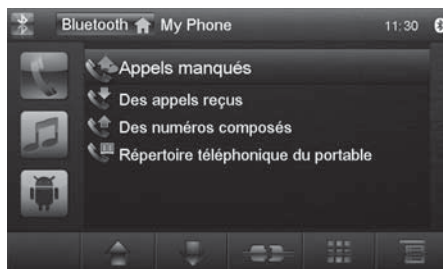 Bluetooth My Phone 11:30
Appels manqués
Des appels reçus
Des numéros composés
Répertoire téléphonique du portable